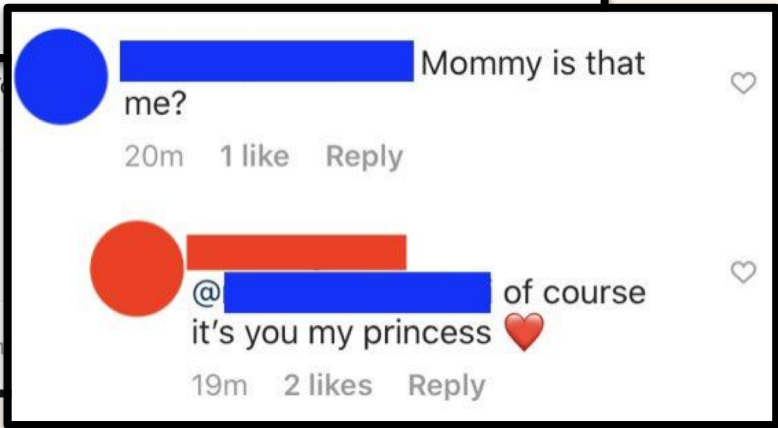 Mommy is that
me?
20m 1 like Reply
@ of course
it's you my princess ❤️
19m 2 likes Reply